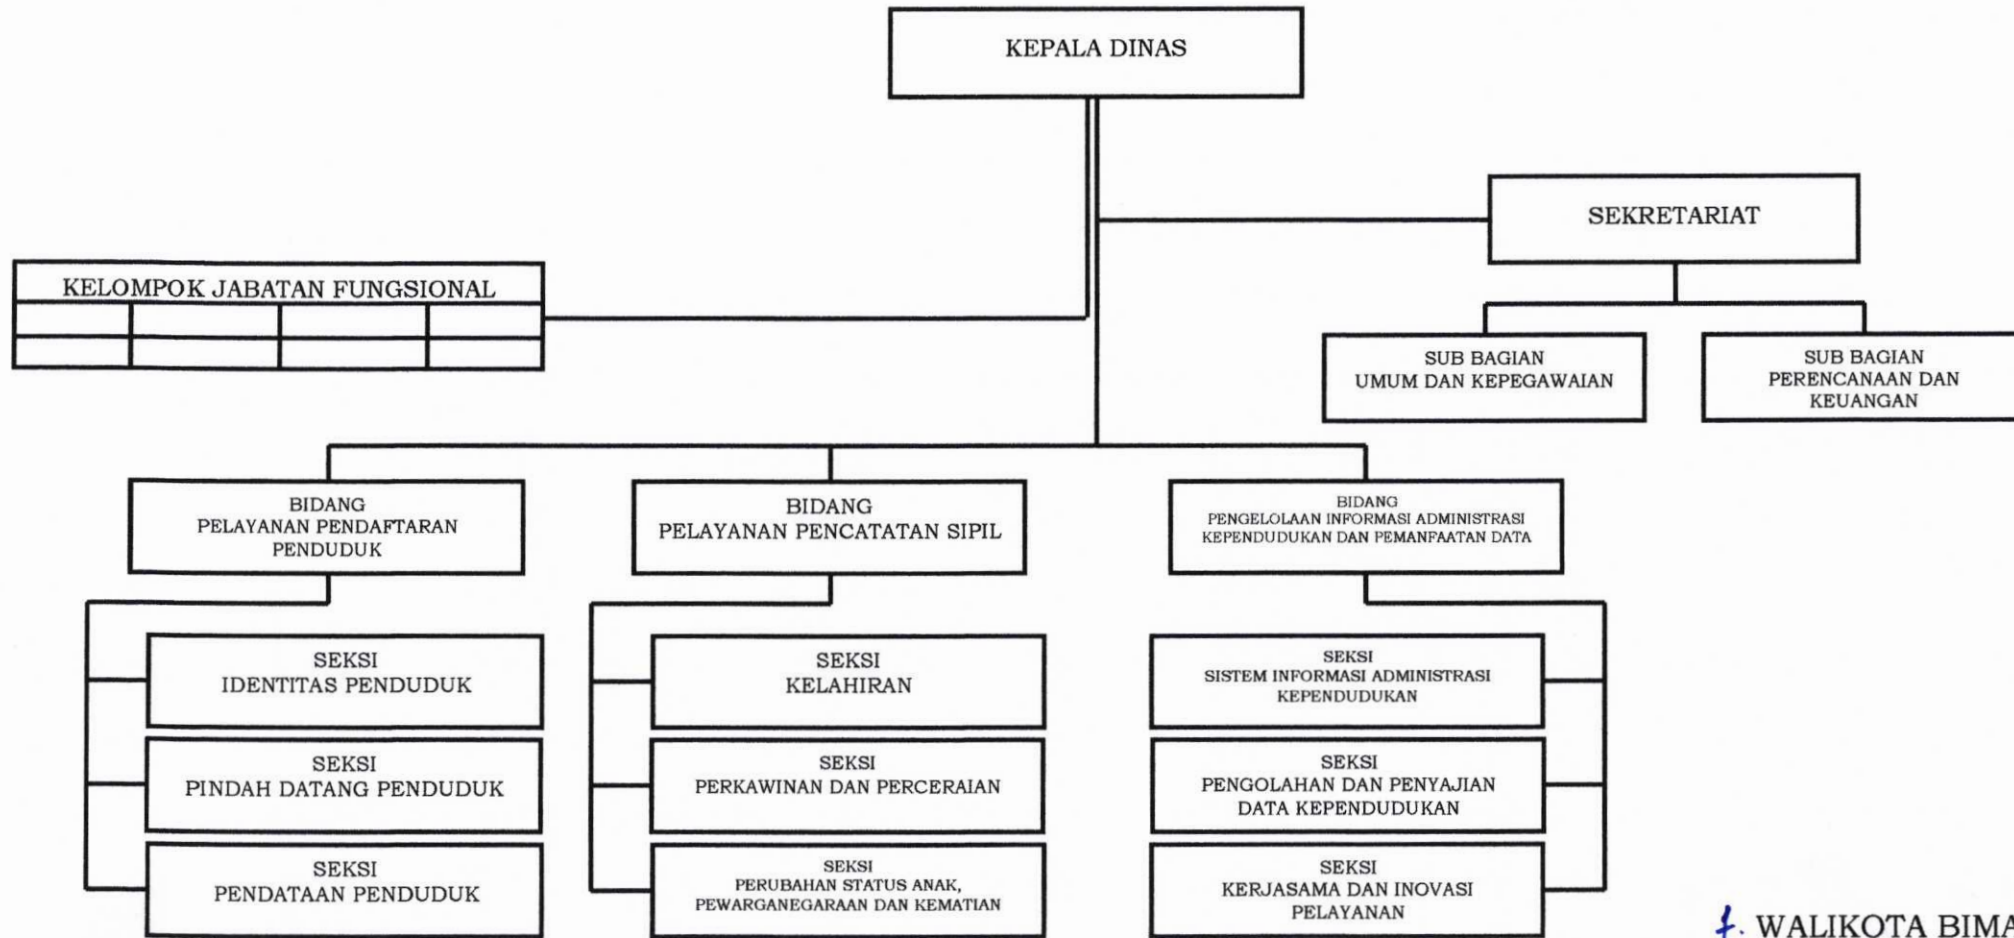 KEPALA DINAS
SEKRETARIAT
KELOMPOK JABATAN FUNGSIONAL
SUB BAGIAN
UMUM DAN KEPEGAWAIAN
SUB BAGIAN
PERENCANAAN DAN
KEUANGAN
BIDANG
PELAYANAN PENDAFTARAN
PENDUDUK
BIDANG
PELAYANAN PENCATATAN SIPIL
BIDANG
PENGELOLAAN INFORMASI ADMINISTRASI
KEPENDUDUKAN DAN PEMANFAATAN DATA
SEKSI
IDENTITAS PENDUDUK
SEKSI
PINDAH DATANG PENDUDUK
SEKSI
PENDATAAN PENDUDUK
SEKSI
KELAHIRAN
SEKSI
PERKAWINAN DAN PERCERAIAN
SEKSI
PERUBAHAN STATUS ANAK,
PEWARGANEGARAAN DAN KEMATIAN
SEKSI
SISTEM INFORMASI ADMINISTRASI
KEPENDUDUKAN
SEKSI
PENGOLAHAN DAN PENYAJIAN
DATA KEPENDUDUKAN
SEKSI
KERJASAMA DAN INOVASI
PELAYANAN
WALIKOTA BIMA